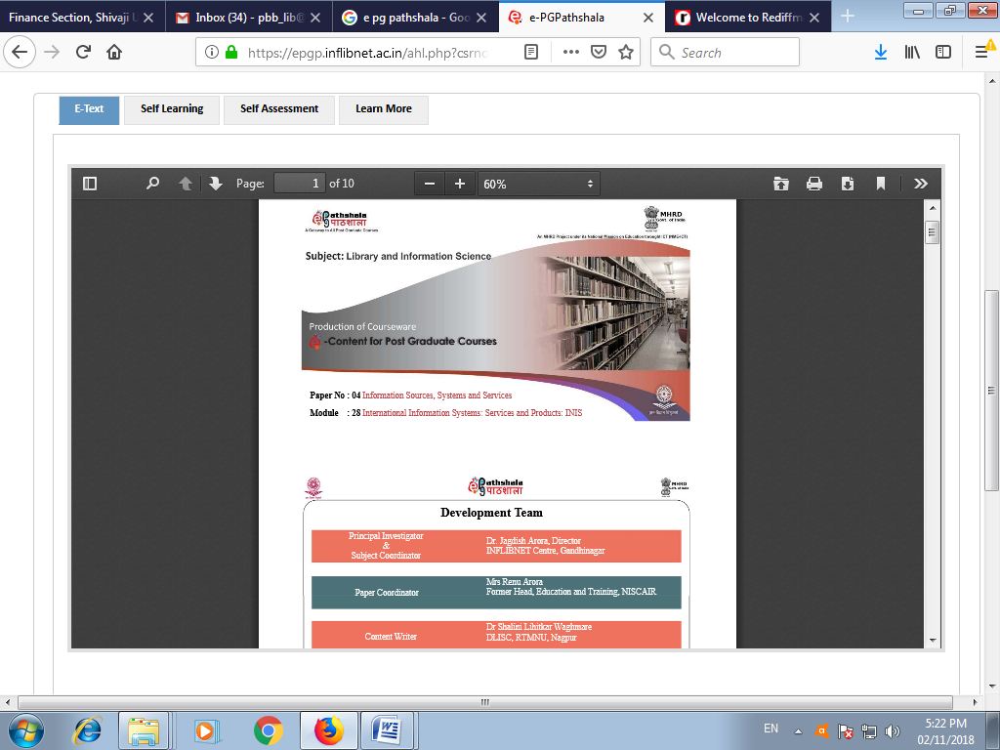 Finance Section, Shivaji U
Inbox (34) - pbb_lib@
e pg pathshala - Goo
e-PGPathshala
Welcome to Rediffm
https://epgp.inflibnet.ac.in/ahl.php?csrno
Search
E-Text
Self Learning
Self Assessment
Learn More
Page: 1 of 10
60%
Pathshala
पाठशाला
A Gateway to All Post Graduate Courses
MHRD
Govt. of India
An MHRD Project under its National Mission on Education through ICT (NME-ICT)
Subject: Library and Information Science
Production of Courseware
e-Content for Post Graduate Courses
Paper No : 04 Information Sources, Systems and Services
Module : 28 International Information Systems: Services and Products: INIS
Pathshala
पाठशाला
MHRD
Govt. of India
Development Team
Principal Investigator
&
Subject Coordinator
Dr. Jagdish Arora, Director
INFLIBNET Centre, Gandhinagar
Paper Coordinator
Mrs Renu Arora
Former Head, Education and Training, NISCAIR
Content Writer
Dr Shalini Lihitkar Waghmare
DLISC, RTMNU, Nagpur
EN
5:22 PM
02/11/2018